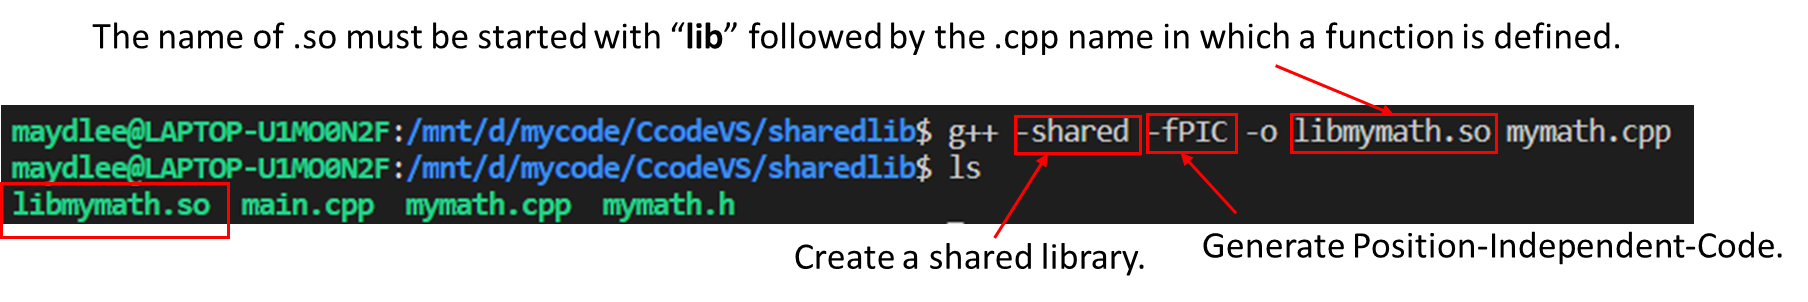 The name of .so must be started with “lib” followed by the .cpp name in which a function is defined.
maydlee@LAPTOP-U1MO0N2F:/mnt/d/mycode/CcodeVS/sharedlib$ g++ -shared -fPIC -o libmymath.so mymath.cpp
maydlee@LAPTOP-U1MO0N2F:/mnt/d/mycode/CcodeVS/sharedlib$ ls
libmymath.so main.cpp mymath.cpp mymath.h
Create a shared library.
Generate Position-Independent-Code.